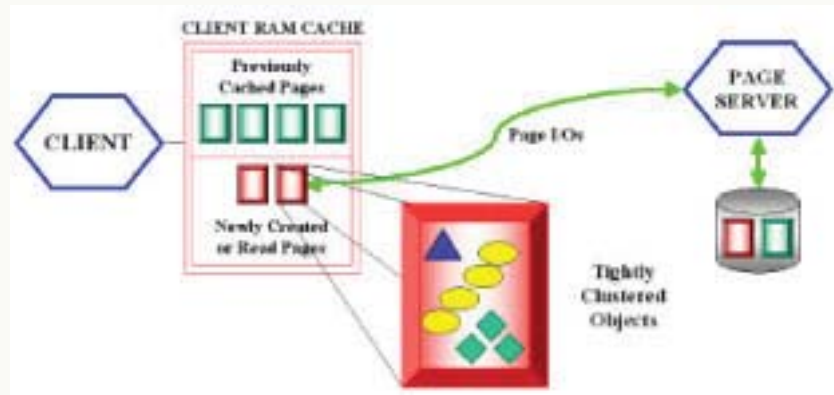 CLIENT RAM CACHE
Previously
Cached Pages
CLIENT
Newly Created
or Read Pages
Page I/Os
PAGE
SERVER
Tightly
Clustered
Objects